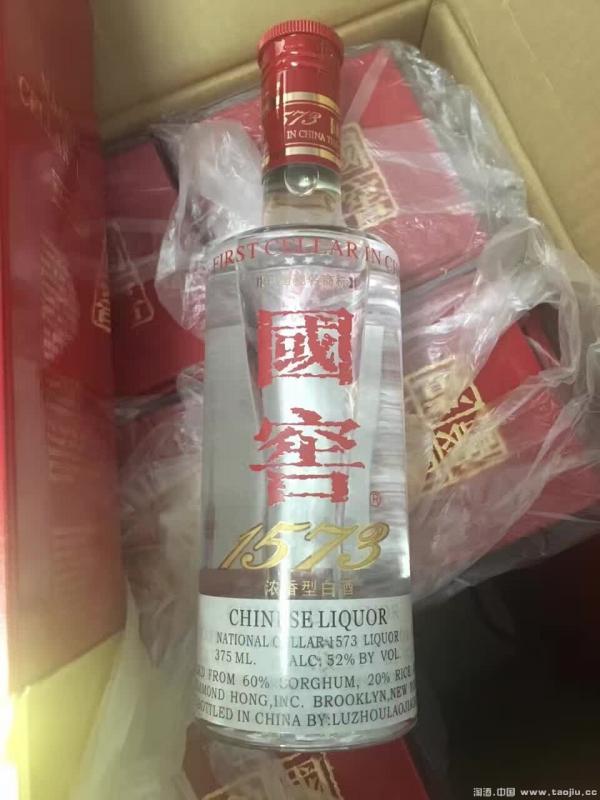 1573
IN CHINA
FIRST CELLAR IN C
國
窖
®
1573
浓香型白酒
CHINESE LIQUOR
NATIONAL CELLAR 1573 LIQUOR
375 ML. ALC: 52% BY VOL.
FROM 60% SORGHUM, 20% RICE
HONG, INC. BROOKLYN, NEW
BOTTLED IN CHINA BY: LUZHOULAOJIAO
淘酒.中国 www.taojiu.cc